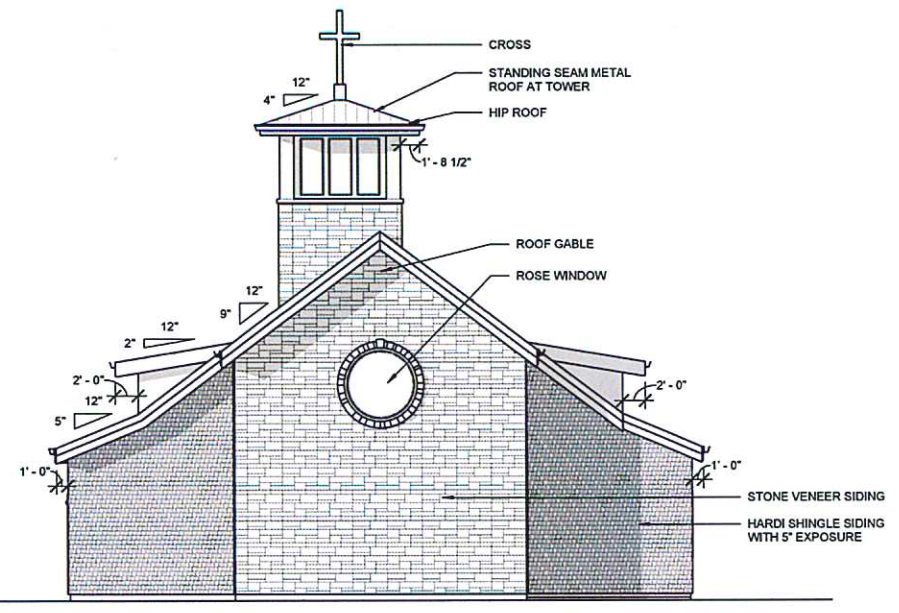 CROSS
12"
4"
STANDING SEAM METAL
ROOF AT TOWER
HIP ROOF
1' - 8 1/2"
ROOF GABLE
ROSE WINDOW
12"
9"
12"
2"
2' - 0"
12"
5"
2' - 0"
1' - 0"
1' - 0"
STONE VENEER SIDING
HARDI SHINGLE SIDING
WITH 5" EXPOSURE